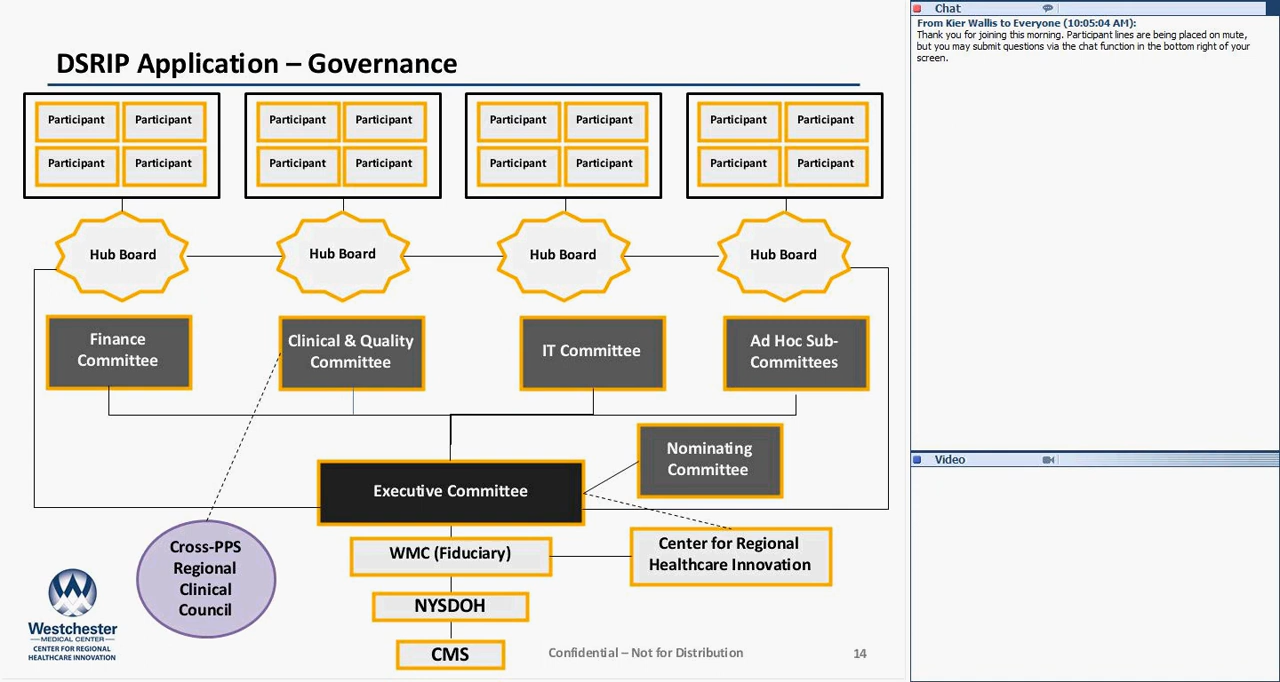 DSRIP Application – Governance
Participant Participant Participant Participant Participant Participant Participant Participant
Participant Participant Participant Participant Participant Participant Participant Participant
Hub Board Hub Board Hub Board Hub Board
Finance
Committee
Clinical & Quality
Committee
IT Committee
Ad Hoc Sub-
Committees
Nominating
Committee
Executive Committee
Cross-PPS
Regional
Clinical
Council
WMC (Fiduciary)
Center for Regional
Healthcare Innovation
NYSDOH
CMS
Westchester
MEDICAL CENTER
CENTER FOR REGIONAL
HEALTHCARE INNOVATION
Confidential – Not for Distribution
14
Chat
From Kier Wallis to Everyone (10:05:04 AM):
Thank you for joining this morning. Participant lines are being placed on mute,
but you may submit questions via the chat function in the bottom right of your
screen.
Video